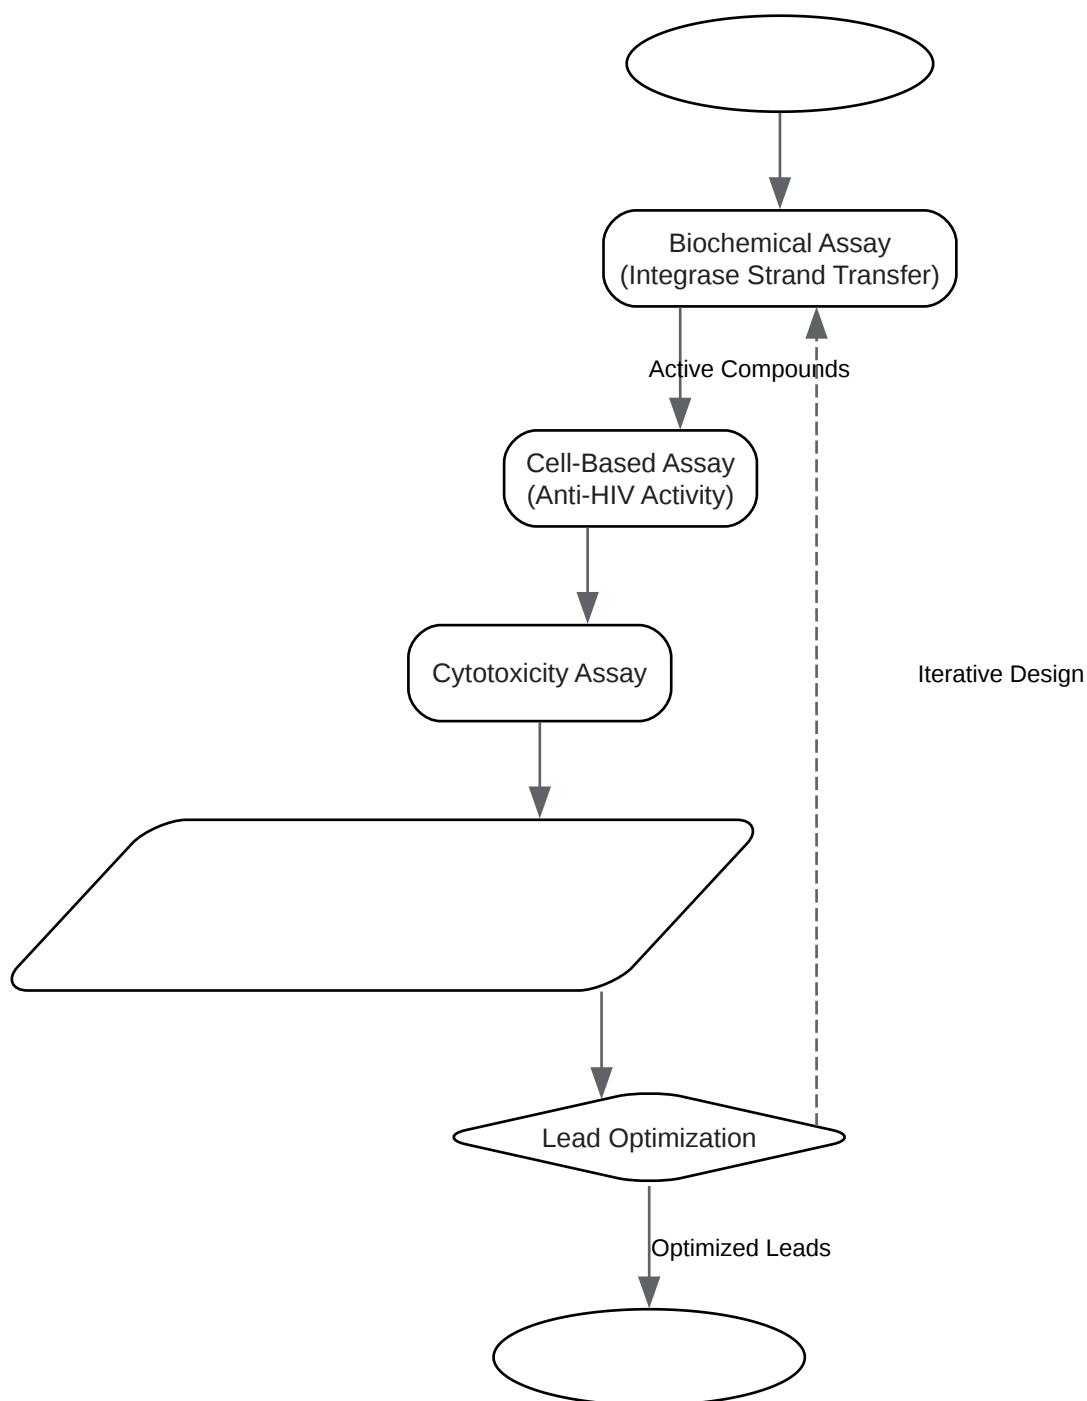 Biochemical Assay
(Integrase Strand Transfer)
Active Compounds
Cell-Based Assay
(Anti-HIV Activity)
Cytotoxicity Assay
Iterative Design
Lead Optimization
Optimized Leads